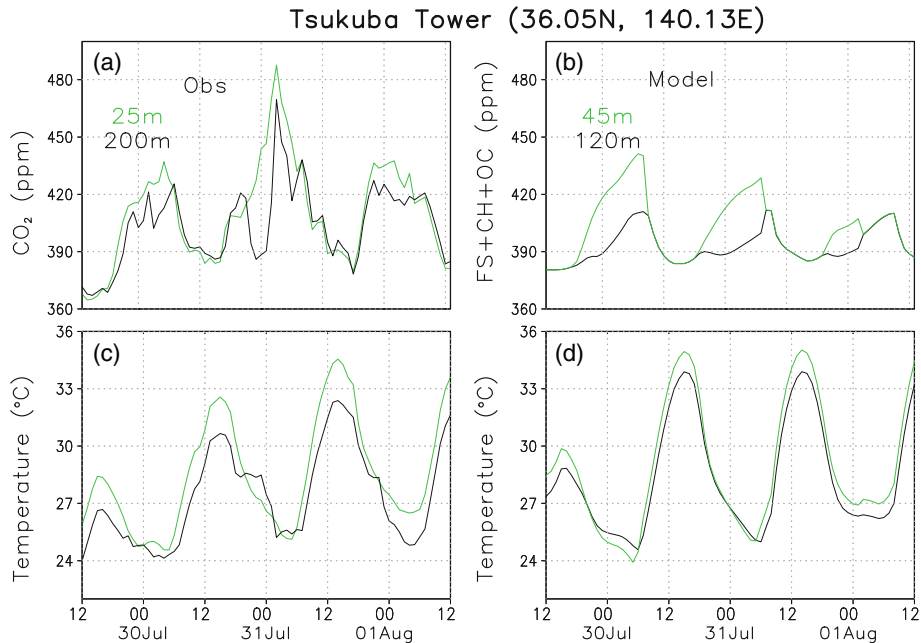 Tsukuba Tower (36.05N, 140.13E)
(a)
Obs
25m
200m
CO₂ (ppm)
480
450
420
390
360
(b)
Model
45m
120m
FS+CH+OC (ppm)
480
450
420
390
360
(c)
Temperature (°C)
36
33
30
27
24
12 00 12 00 12 00 12
30Jul 31Jul 01Aug
(d)
Temperature (°C)
36
33
30
27
24
12 00 12 00 12 00 12
30Jul 31Jul 01Aug